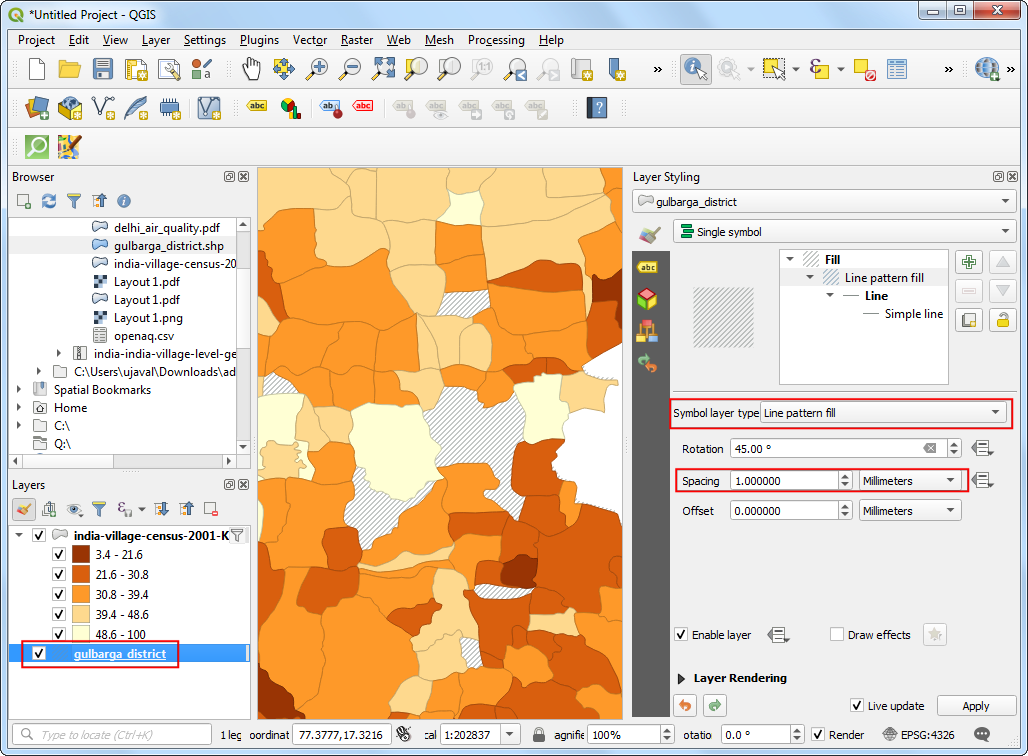 *Untitled Project - QGIS
Project Edit View Layer Settings Plugins Vector Raster Web Mesh Processing Help
Browser
delhi_air_quality.pdf
gulbarga_district.shp
india-village-census-20
Layout 1.pdf
Layout 1.pdf
Layout 1.png
openaq.csv
india-india-village-level-ge
C:\Users\ujaval\Downloads\ad
Spatial Bookmarks
Home
C:\
Q:\
Layers
india-village-census-2001-K
3.4 - 21.6
21.6 - 30.8
30.8 - 39.4
39.4 - 48.6
48.6 - 100
gulbarga_district
Layer Styling
gulbarga_district
Single symbol
Fill
Line pattern fill
Line
Simple line
Symbol layer type Line pattern fill
Rotation 45.00 °
Spacing 1.000000 Millimeters
Offset 0.000000 Millimeters
Enable layer Draw effects
Layer Rendering
Live update Apply
Type to locate (Ctrl+K) 1 leg oordinat 77.3777,17.3216 cal 1:202837 agnifie 100% otatio 0.0 ° Render EPSG:4326